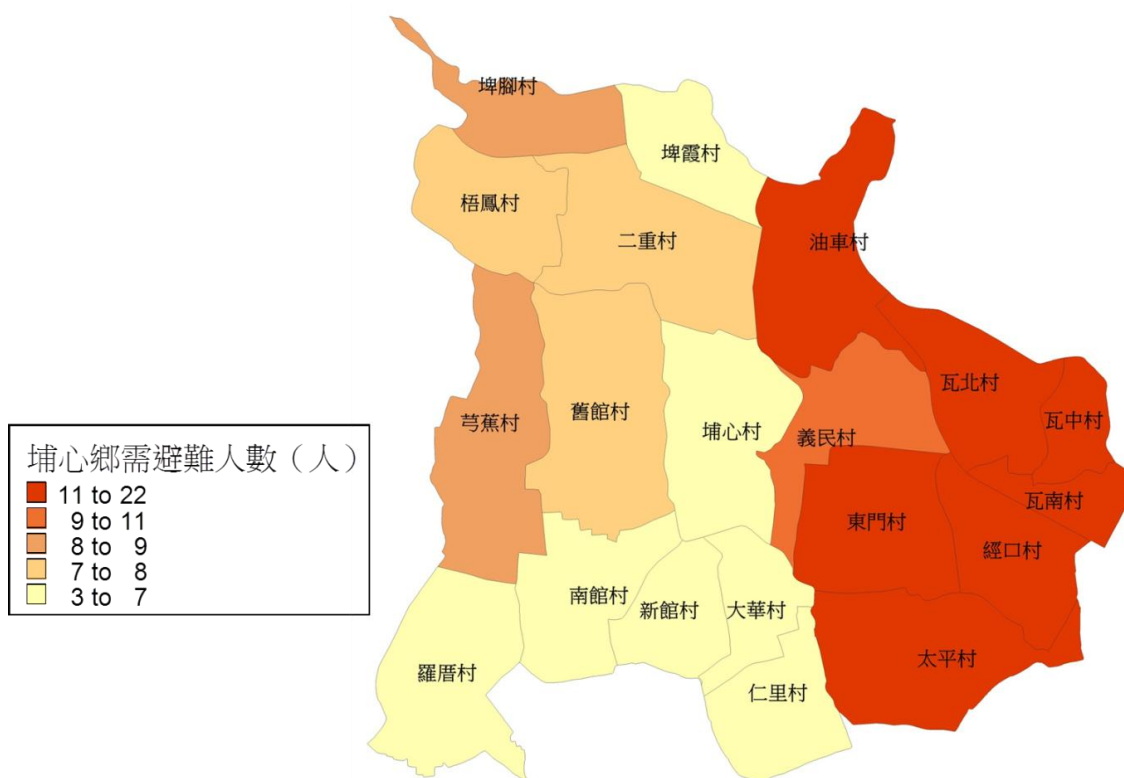 埤腳村
埤霞村
梧鳳村
二重村
油車村
芎蕉村
舊館村
埔心村
義民村
瓦北村
瓦中村
瓦南村
東門村
經口村
南館村
新館村
大華村
太平村
羅厝村
仁里村
埔心鄉需避難人數（人）
11 to 22
9 to 11
8 to 9
7 to 8
3 to 7